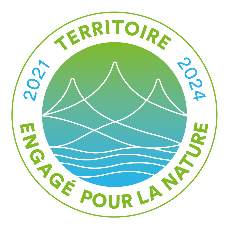 TERRITOIRE
2021
2024
ENGAGÉ POUR LA NATURE